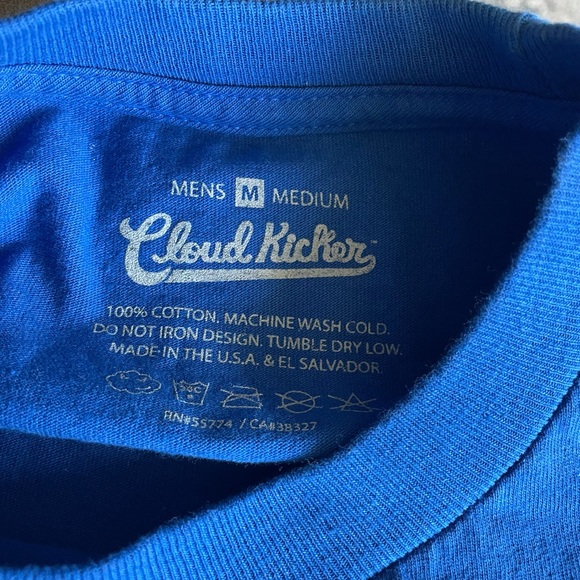 MENS M MEDIUM
Cloud Kicker™
100% COTTON. MACHINE WASH COLD.
DO NOT IRON DESIGN. TUMBLE DRY LOW.
MADE IN THE U.S.A. & EL SALVADOR.
RN#55774 / CA#38327